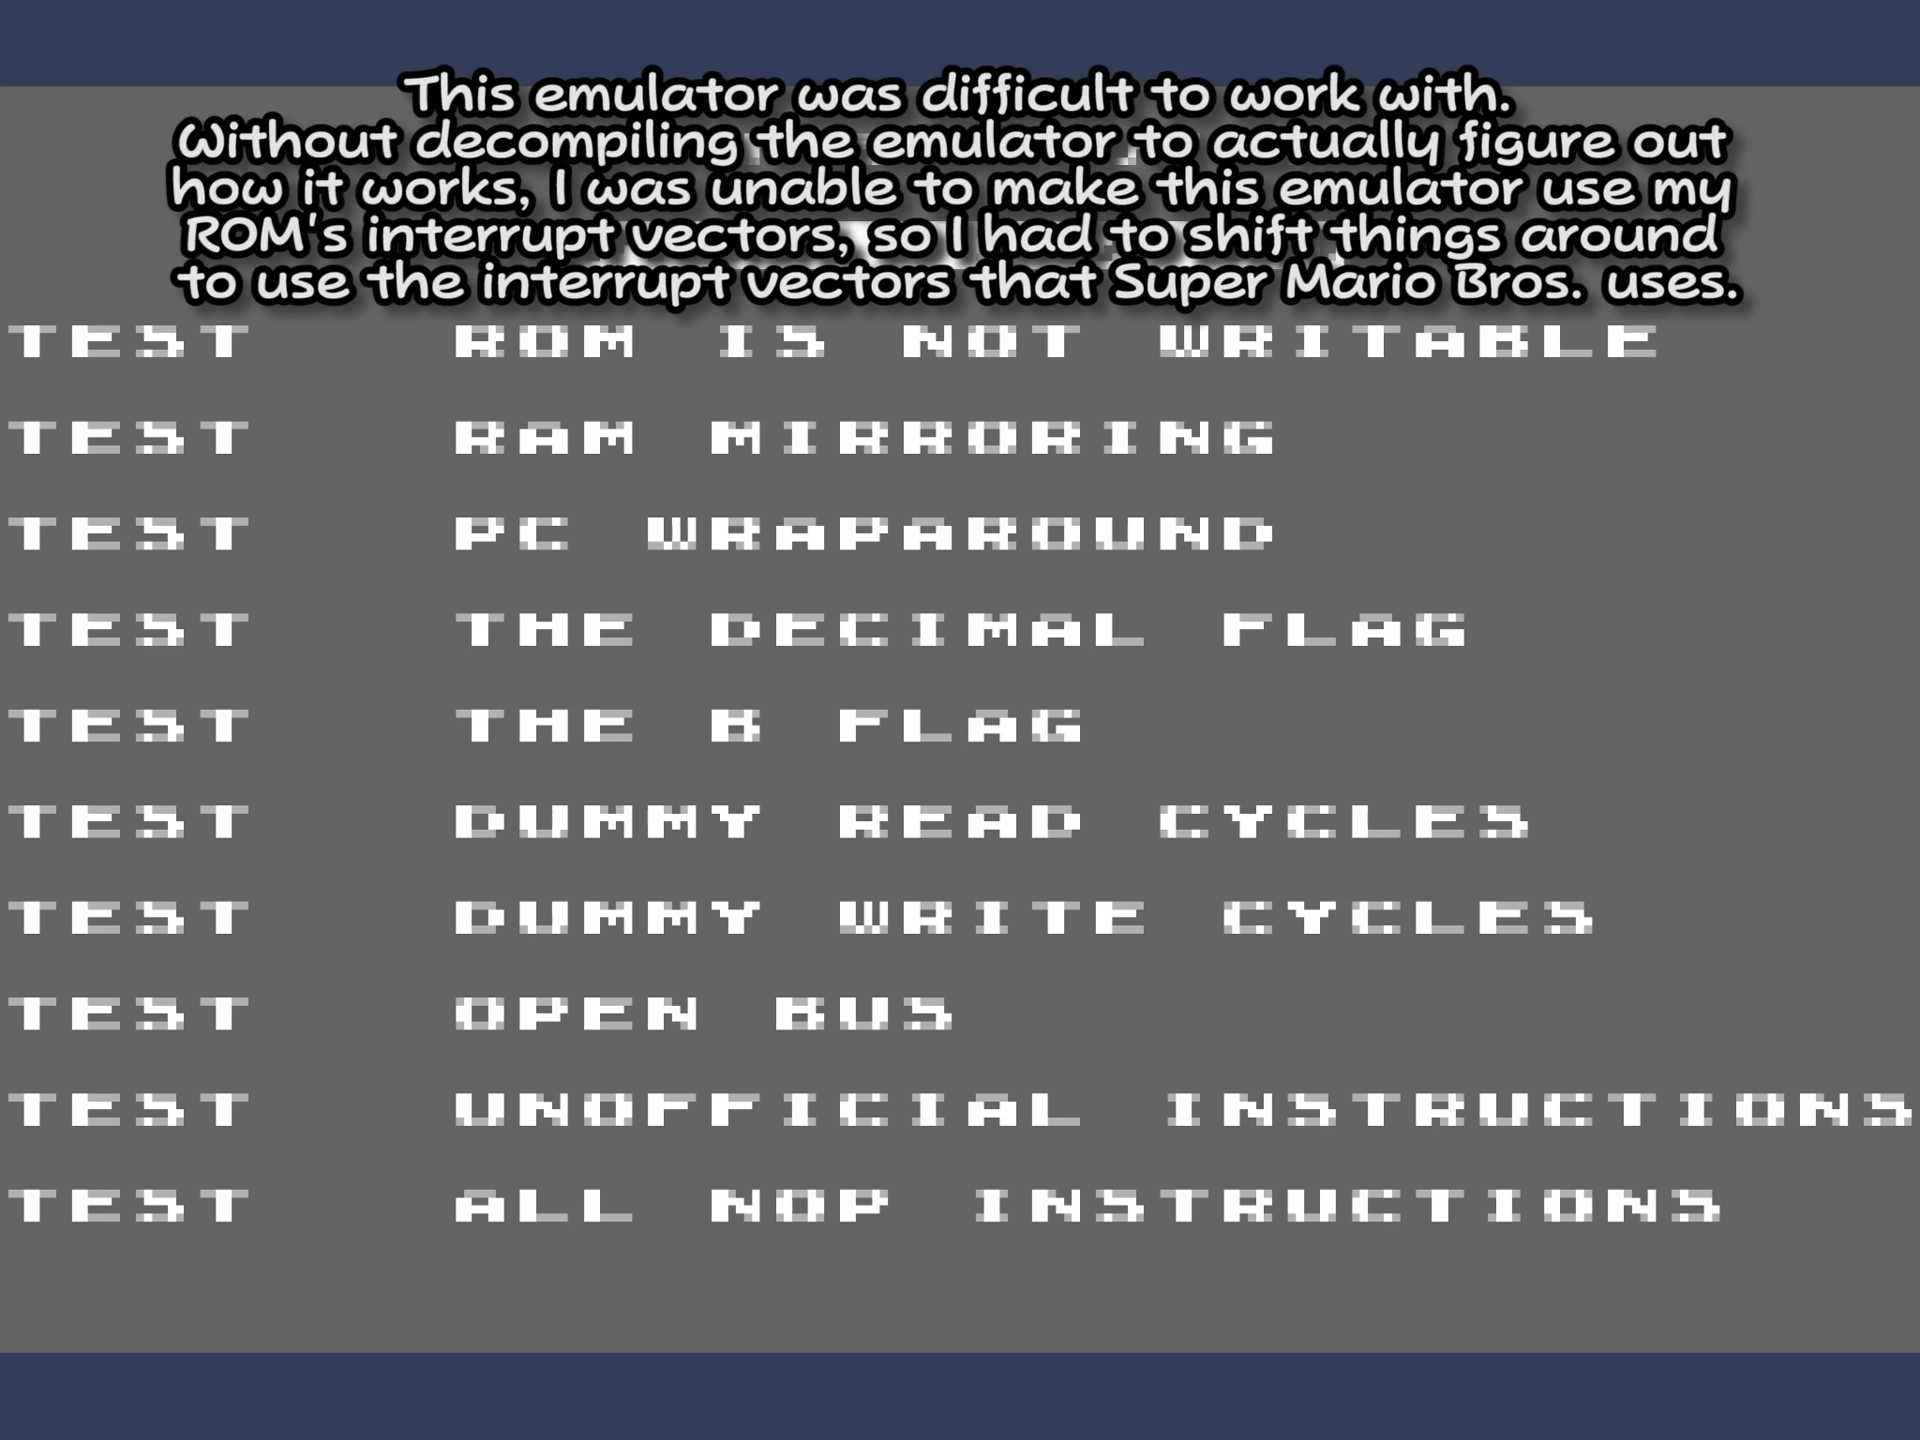 This emulator was difficult to work with.
Without decompiling the emulator to actually figure out
how it works, I was unable to make this emulator use my
ROM's interrupt vectors, so I had to shift things around
to use the interrupt vectors that Super Mario Bros. uses.
TEST ROM IS NOT WRITABLE
TEST RAM MIRRORING
TEST PC WRAPAROUND
TEST THE DECIMAL FLAG
TEST THE B FLAG
TEST DUMMY READ CYCLES
TEST DUMMY WRITE CYCLES
TEST OPEN BUS
TEST UNOFFICIAL INSTRUCTIONS
TEST ALL NOP INSTRUCTIONS